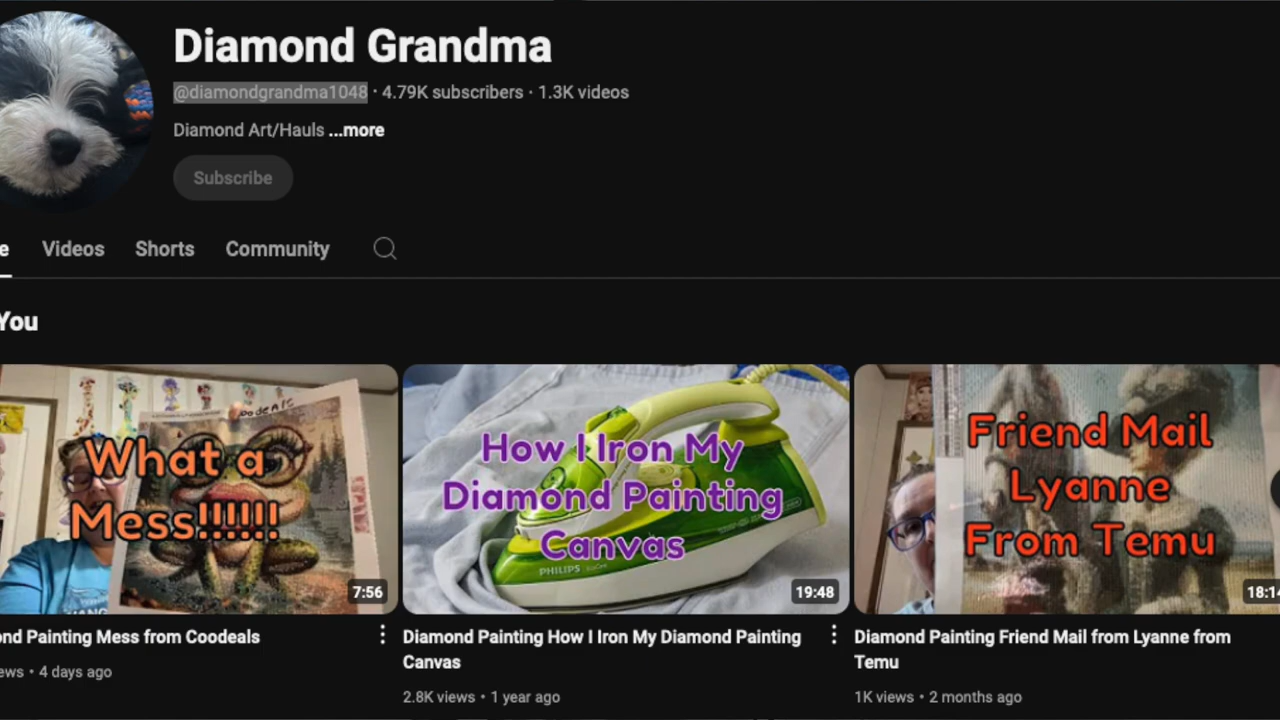 Diamond Grandma
@diamondgrandma1048 · 4.79K subscribers · 1.3K videos
Diamond Art/Hauls ...more
Subscribe
Videos Shorts Community
You
What a
Mess!!!!!!
7:56
How I Iron My
Diamond Painting
Canvas
PHILIPS
19:48
Friend Mail
Lyanne
From Temu
18:14
Painting Mess from Coodeals
4 days ago
Diamond Painting How I Iron My Diamond Painting
Canvas
2.8K views • 1 year ago
Diamond Painting Friend Mail from Lyanne from
Temu
1K views • 2 months ago